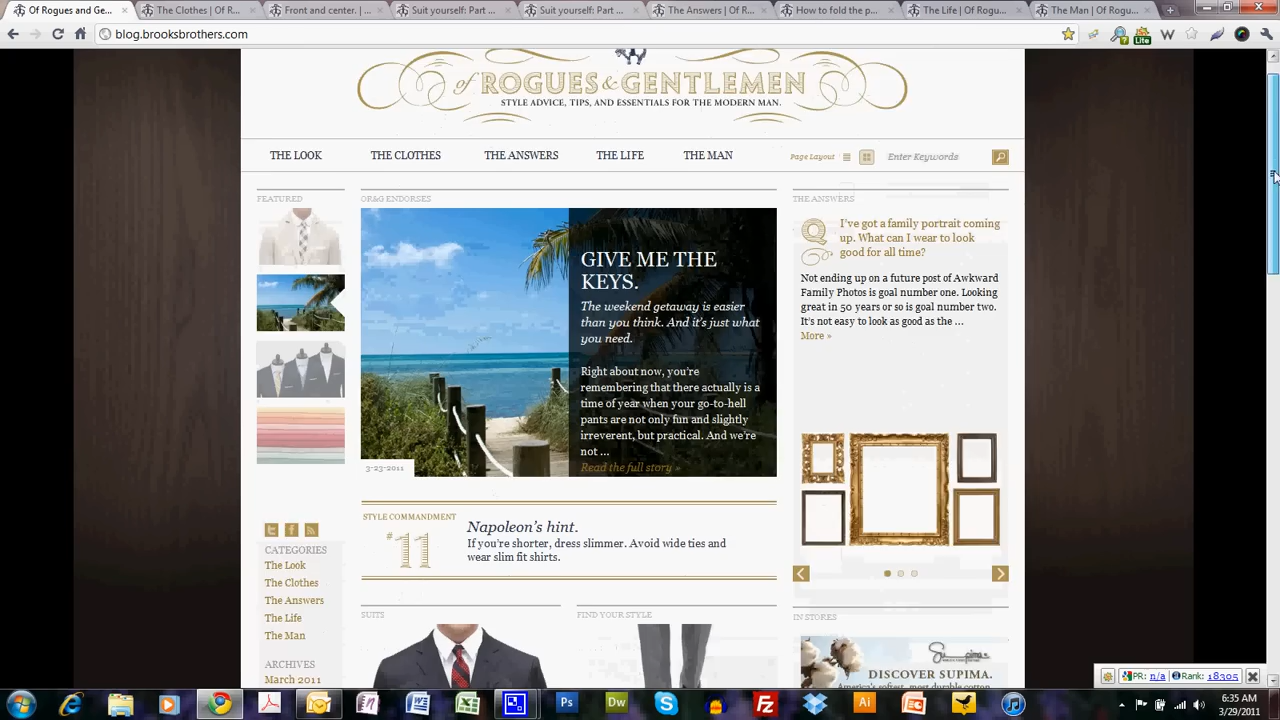 Of Rogues and Ge
The Clothes | Of R
Front and center. |
Suit yourself: Part
Suit yourself: Part
The Answers | Of R
How to fold the p
The Life | Of Rogu
The Man | Of Rogu
blog.brooksbrothers.com
Lite
of ROGUES & GENTLEMEN
STYLE ADVICE, TIPS, AND ESSENTIALS FOR THE MODERN MAN.
THE LOOK THE CLOTHES THE ANSWERS THE LIFE THE MAN Page Layout Enter Keywords
FEATURED
OR&G ENDORSES
GIVE ME THE
KEYS.
The weekend getaway is easier
than you think. And it's just what
you need.
Right about now, you're
remembering that there actually is a
time of year when your go-to-hell
pants are not only fun and slightly
irreverent, but practical. And we're
not ...
Read the full story »
3-23-2011
THE ANSWERS
Q
I've got a family portrait coming
up. What can I wear to look
good for all time?
Not ending up on a future post of Awkward
Family Photos is goal number one. Looking
great in 50 years or so is goal number two.
It's not easy to look as good as the ...
More »
STYLE COMMANDMENT
#11
Napoleon's hint.
If you're shorter, dress slimmer. Avoid wide ties and
wear slim fit shirts.
CATEGORIES
The Look
The Clothes
The Answers
The Life
The Man
ARCHIVES
March 2011
SUITS
FIND YOUR STYLE
IN STORES
Supima
DISCOVER SUPIMA.
America's softest, most durable cotton.
PR: n/a Rank: 18305
Ps
Dw
Fz
Ai
6:35 AM
3/29/2011